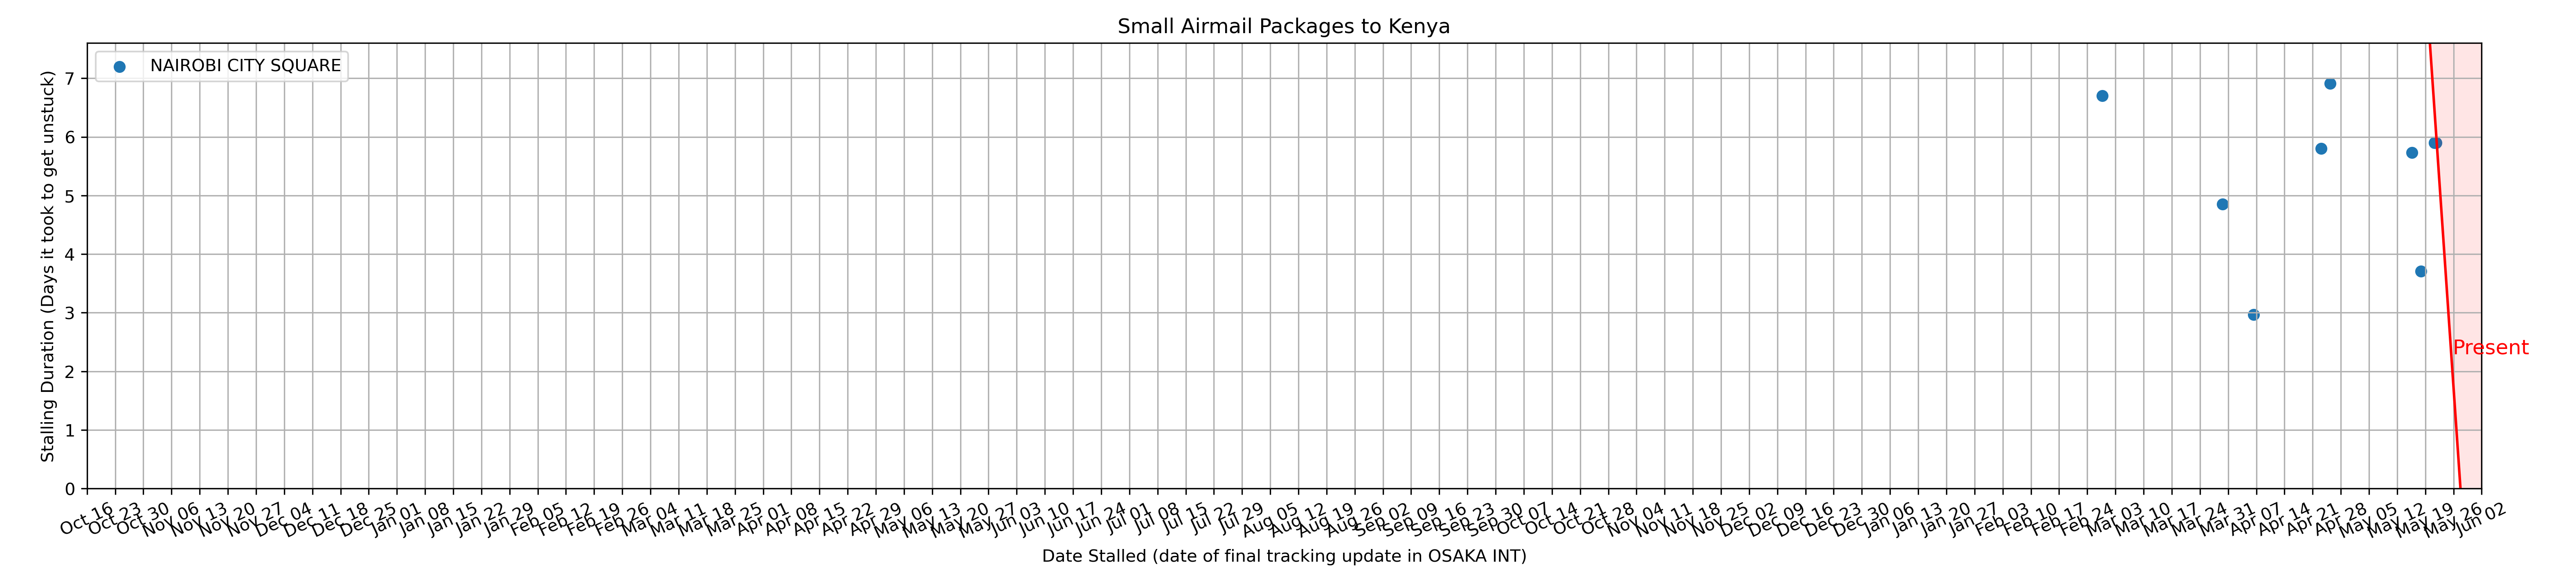 Small Airmail Packages to Kenya
NAIROBI CITY SQUARE
Stalling Duration (Days it took to get unstuck)
7
6
5
4
3
2
1
0
Present
Oct 16
Oct 23
Oct 30
Nov 06
Nov 13
Nov 20
Nov 27
Dec 04
Dec 11
Dec 18
Dec 25
Jan 01
Jan 08
Jan 15
Jan 22
Jan 29
Feb 05
Feb 12
Feb 19
Feb 26
Mar 04
Mar 11
Mar 18
Mar 25
Apr 01
Apr 08
Apr 15
Apr 22
Apr 29
May 06
May 13
May 20
May 27
Jun 03
Jun 10
Jun 17
Jun 24
Jul 01
Jul 08
Jul 15
Jul 22
Jul 29
Aug 05
Aug 12
Aug 19
Aug 26
Sep 02
Sep 09
Sep 16
Sep 23
Sep 30
Oct 07
Oct 14
Oct 21
Oct 28
Nov 04
Nov 11
Nov 18
Nov 25
Dec 02
Dec 09
Dec 16
Dec 23
Dec 30
Jan 06
Jan 13
Jan 20
Jan 27
Feb 03
Feb 10
Feb 17
Feb 24
Mar 03
Mar 10
Mar 17
Mar 24
Mar 31
Apr 07
Apr 14
Apr 21
Apr 28
May 05
May 12
May 19
May 26
Jun 02
Date Stalled (date of final tracking update in OSAKA INT)